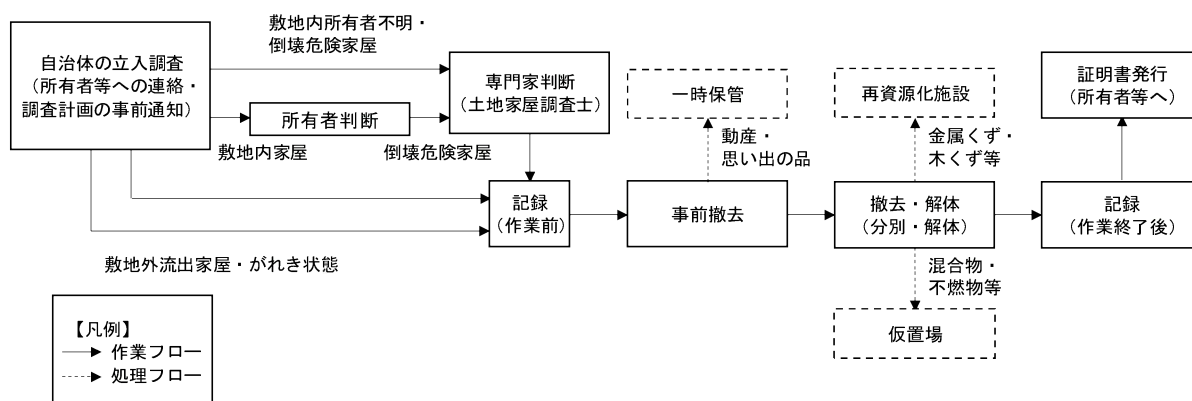 敷地内所有者不明・
倒壊危険家屋
自治体の立入調査
(所有者等への連絡・
調査計画の事前通知)
所有者判断
敷地内家屋
倒壊危険家屋
専門家判断
(土地家屋調査士)
一時保管
動産・
思い出の品
再資源化施設
金属くず・
木くず等
証明書発行
(所有者等へ)
記録
(作業前)
事前撤去
撤去・解体
(分別・解体)
記録
(作業終了後)
敷地外流出家屋・がれき状態
混合物・
不燃物等
仮置場
【凡例】
作業フロー
処理フロー